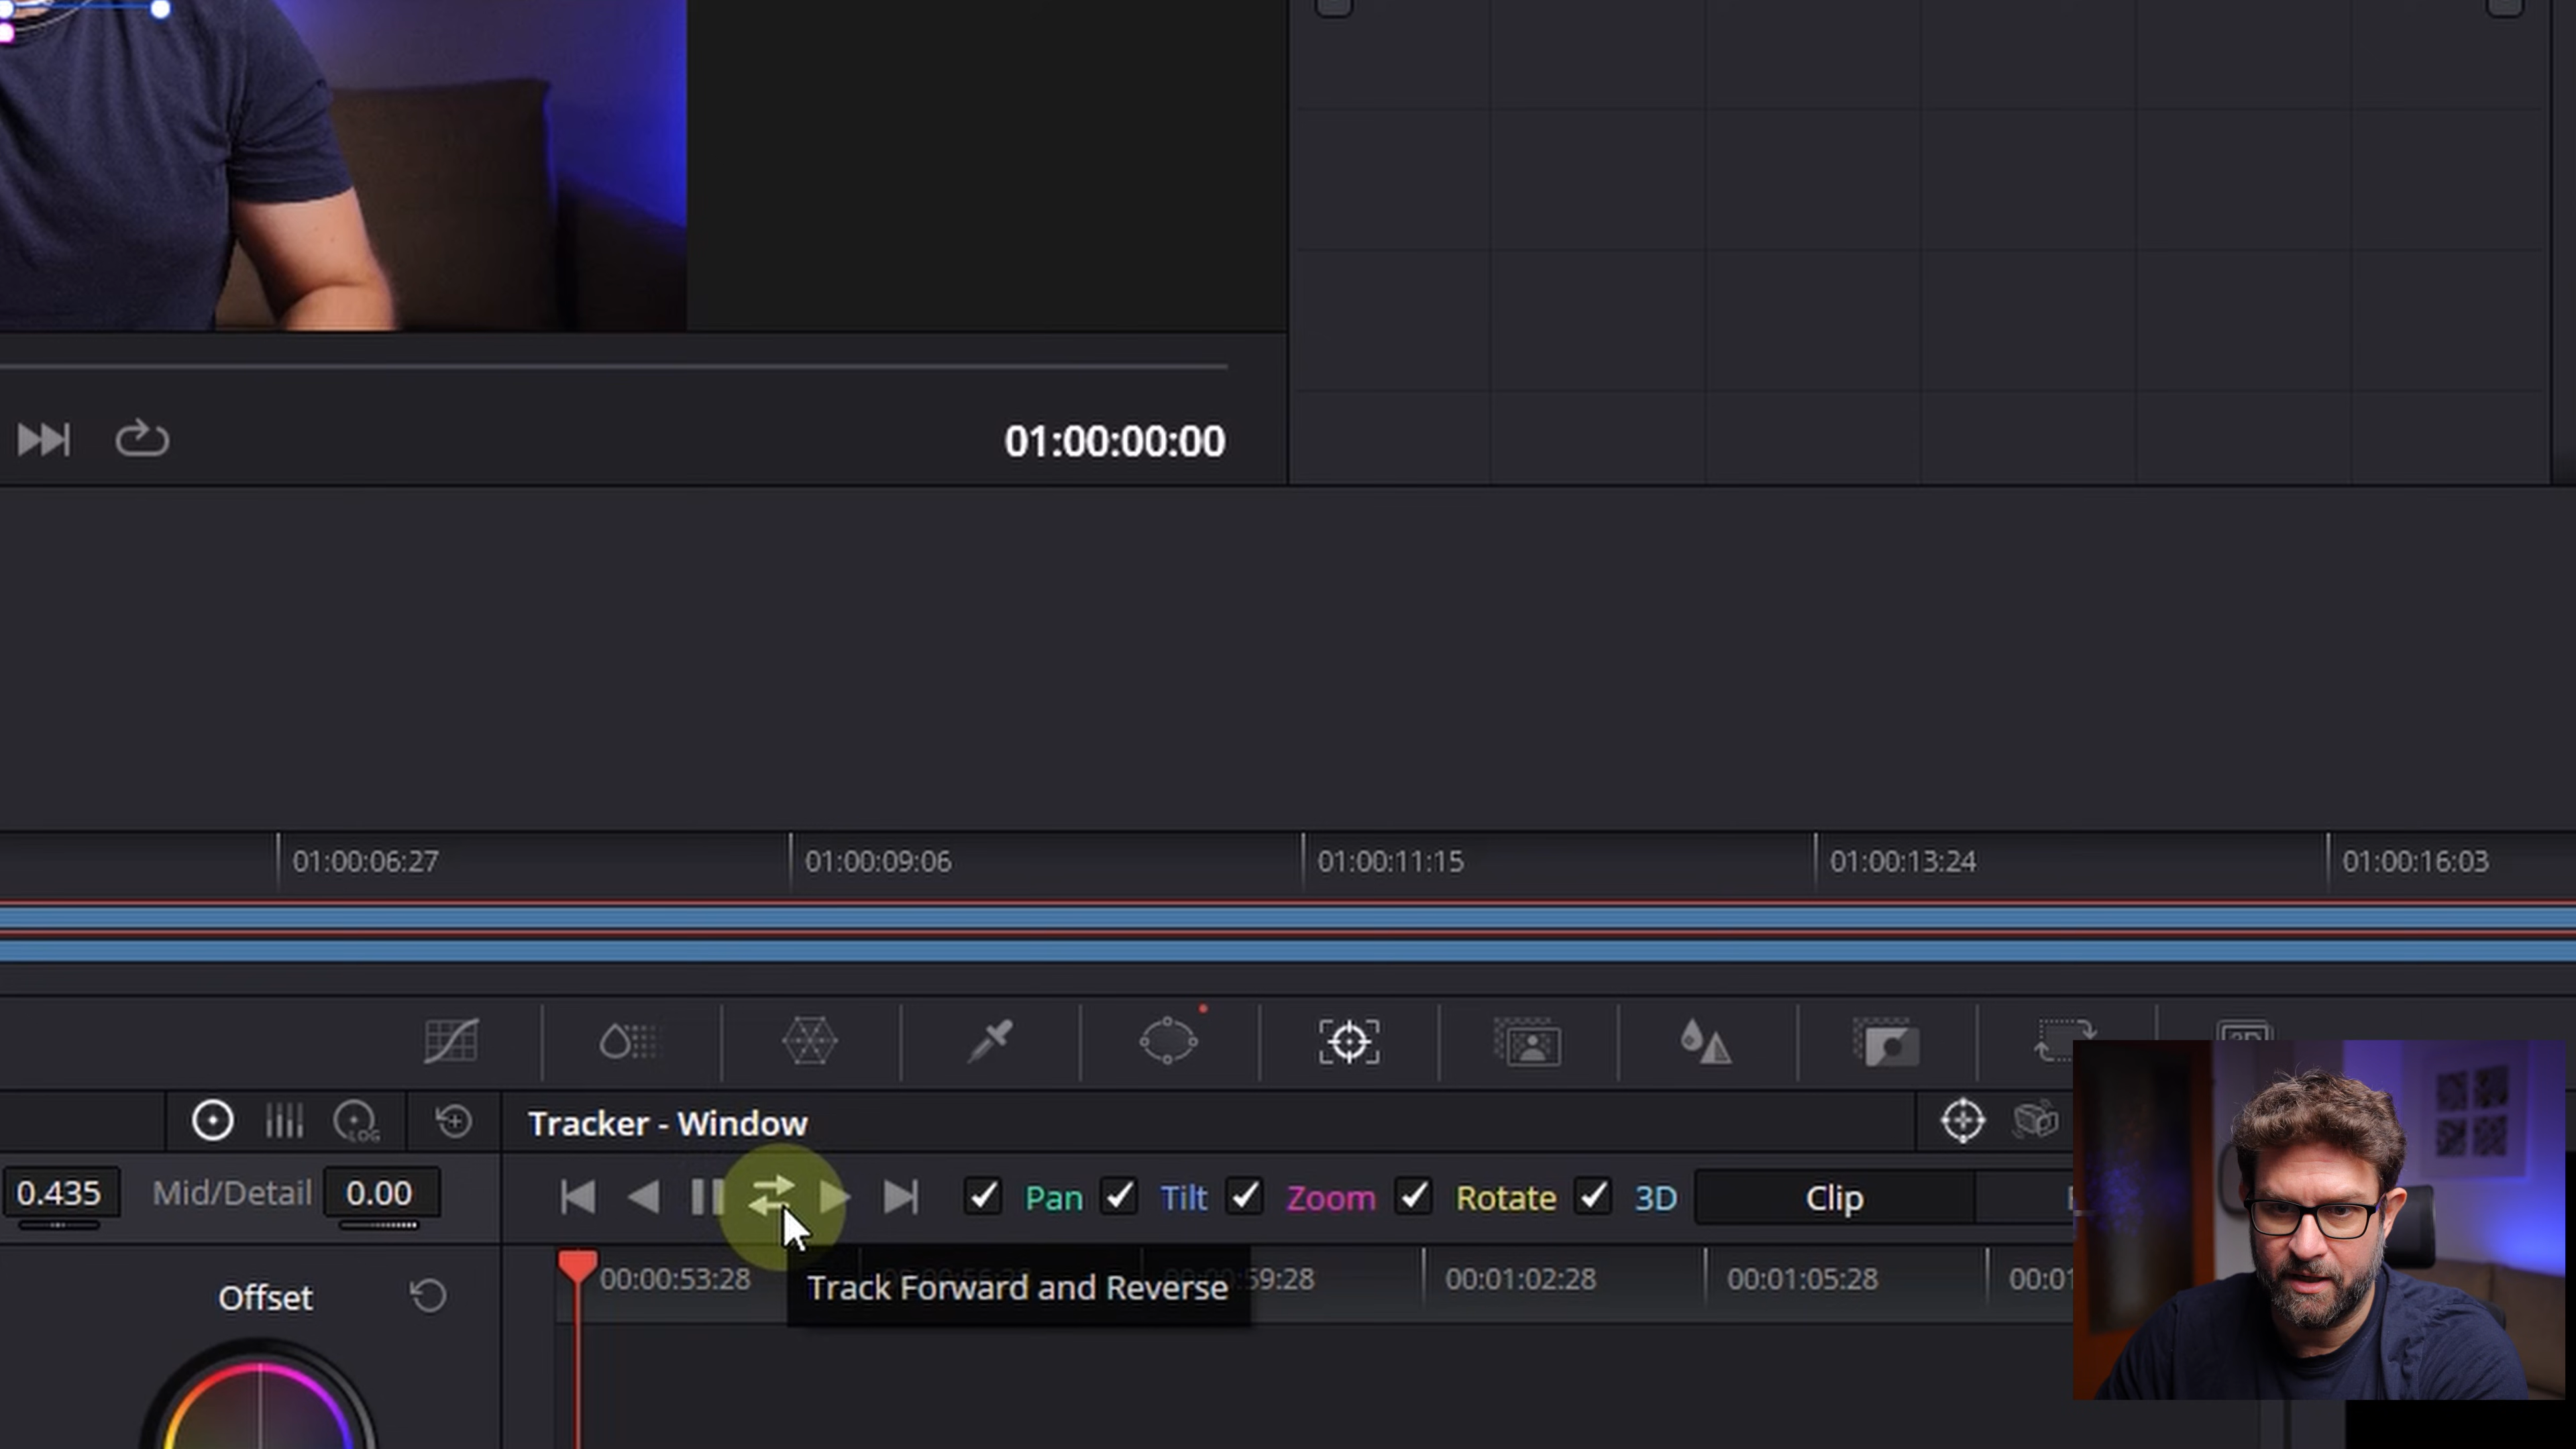 01:00:00:00
01:00:06:27 01:00:09:06 01:00:11:15 01:00:13:24 01:00:16:03
LOG
Tracker - Window
0.435 Mid/Detail 0.00
Pan Tilt Zoom Rotate 3D Clip
Offset
00:00:53:28 59:28 00:01:02:28 00:01:05:28 00:01
Track Forward and Reverse